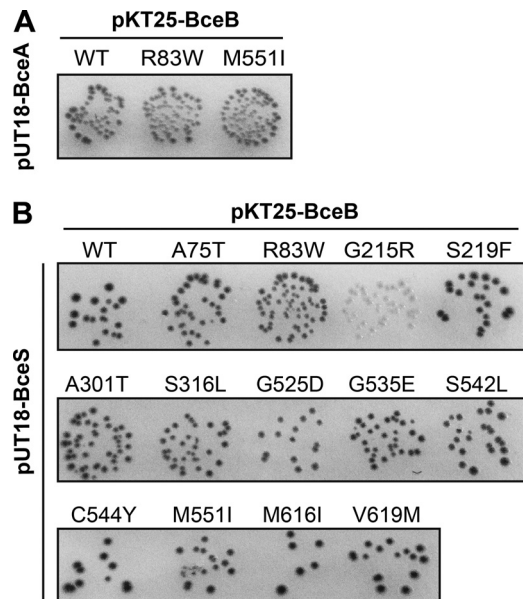 A
pKT25-BceB
WT R83W M551I
pUT18-BceA
B
pKT25-BceB
WT A75T R83W G215R S219F
pUT18-BceS
A301T S316L G525D G535E S542L
C544Y M551I M616I V619M